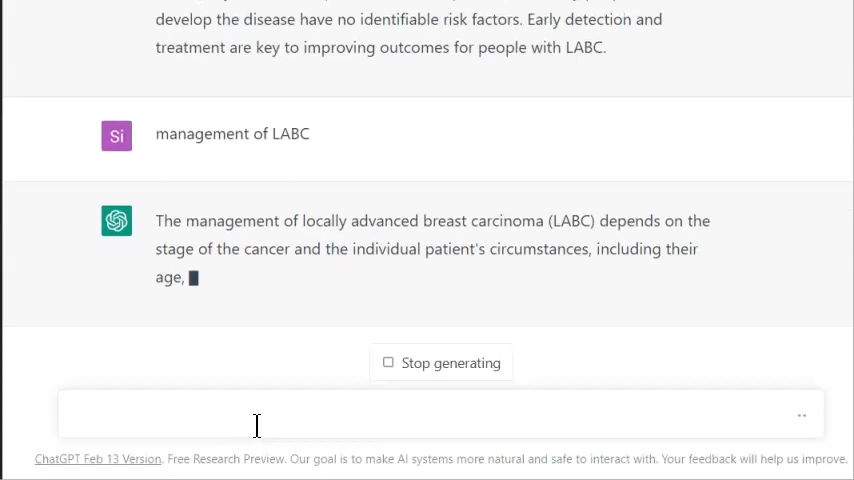 develop the disease have no identifiable risk factors. Early detection and
treatment are key to improving outcomes for people with LABC.
Si
management of LABC
The management of locally advanced breast carcinoma (LABC) depends on the
stage of the cancer and the individual patient's circumstances, including their
age,
Stop generating
ChatGPT Feb 13 Version. Free Research Preview. Our goal is to make AI systems more natural and safe to interact with. Your feedback will help us improve.